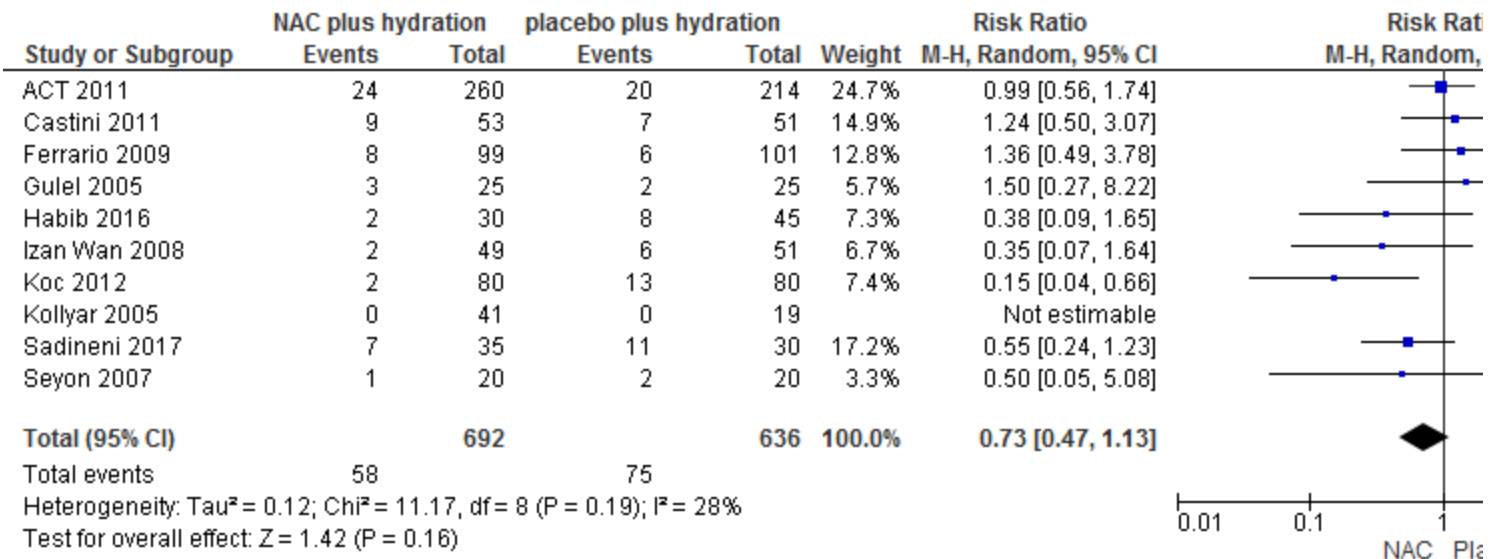 NAC plus hydration placebo plus hydration Risk Ratio Risk Rati
Study or Subgroup Events Total Events Total Weight M-H, Random, 95% CI M-H, Random,
ACT 2011 24 260 20 214 24.7% 0.99 [0.56, 1.74]
Castini 2011 9 53 7 51 14.9% 1.24 [0.50, 3.07]
Ferrario 2009 8 99 6 101 12.8% 1.36 [0.49, 3.78]
Gulel 2005 3 25 2 25 5.7% 1.50 [0.27, 8.22]
Habib 2016 2 30 8 45 7.3% 0.38 [0.09, 1.65]
Izan Wan 2008 2 49 6 51 6.7% 0.35 [0.07, 1.64]
Koc 2012 2 80 13 80 7.4% 0.15 [0.04, 0.66]
Kollyar 2005 0 41 0 19 Not estimable
Sadineni 2017 7 35 11 30 17.2% 0.55 [0.24, 1.23]
Seyon 2007 1 20 2 20 3.3% 0.50 [0.05, 5.08]
Total (95% CI) 692 636 100.0% 0.73 [0.47, 1.13]
Total events 58 75
Heterogeneity: Tau² = 0.12; Chi² = 11.17, df = 8 (P = 0.19); I² = 28%
Test for overall effect: Z = 1.42 (P = 0.16)
0.01 0.1 1
NAC Pla